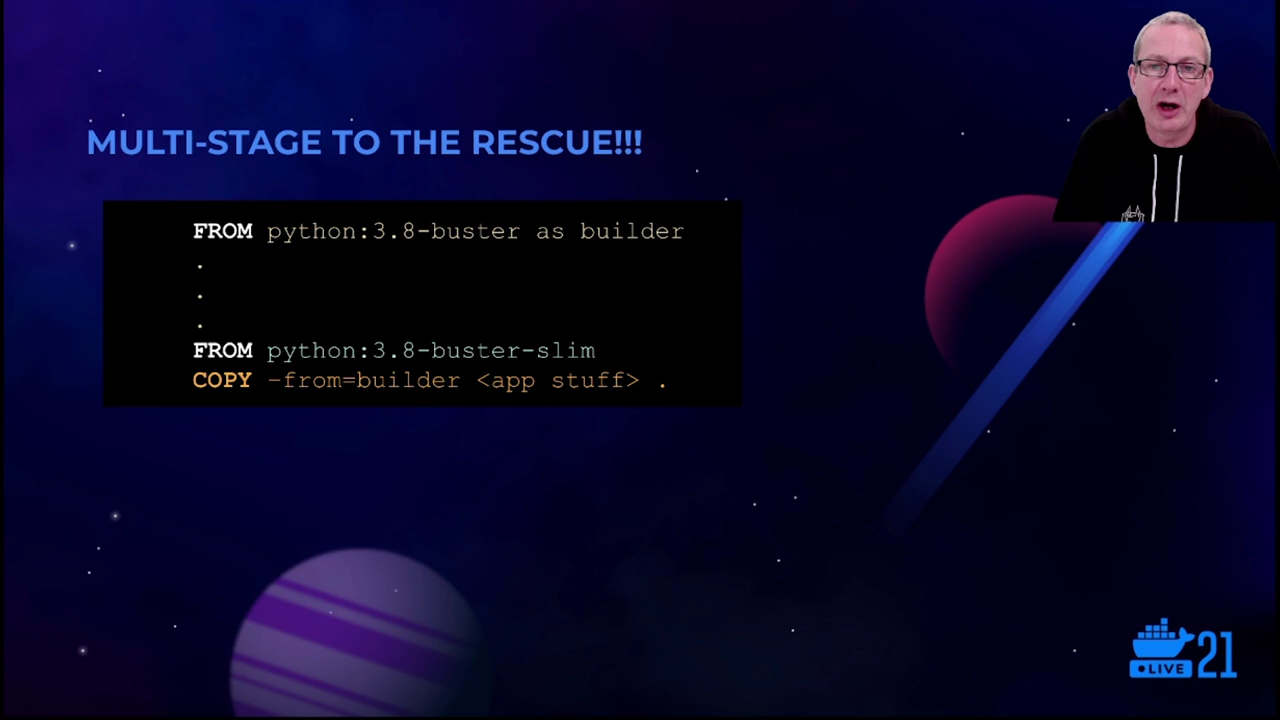 MULTI-STAGE TO THE RESCUE!!!
FROM python:3.8-buster as builder
.
.
.
FROM python:3.8-buster-slim
COPY –from=builder <app stuff> .
LIVE 21